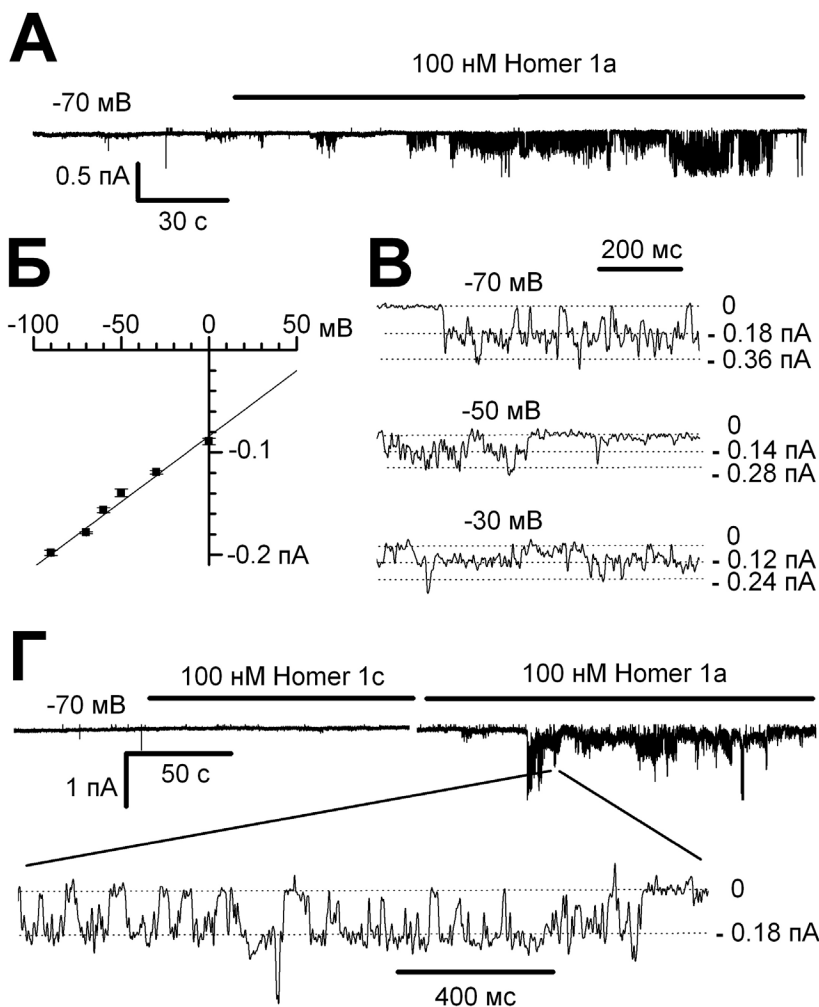 А
100 нМ Homer 1a
-70 мВ
0.5 пА
30 с
Б
-100 -50 0 50 мВ
-0.1
-0.2 пА
В
200 мс
-70 мВ
0
- 0.18 пА
- 0.36 пА
-50 мВ
0
- 0.14 пА
- 0.28 пА
-30 мВ
0
- 0.12 пА
- 0.24 пА
Г
100 нМ Homer 1c
100 нМ Homer 1a
-70 мВ
1 пА
50 с
0
- 0.18 пА
400 мс